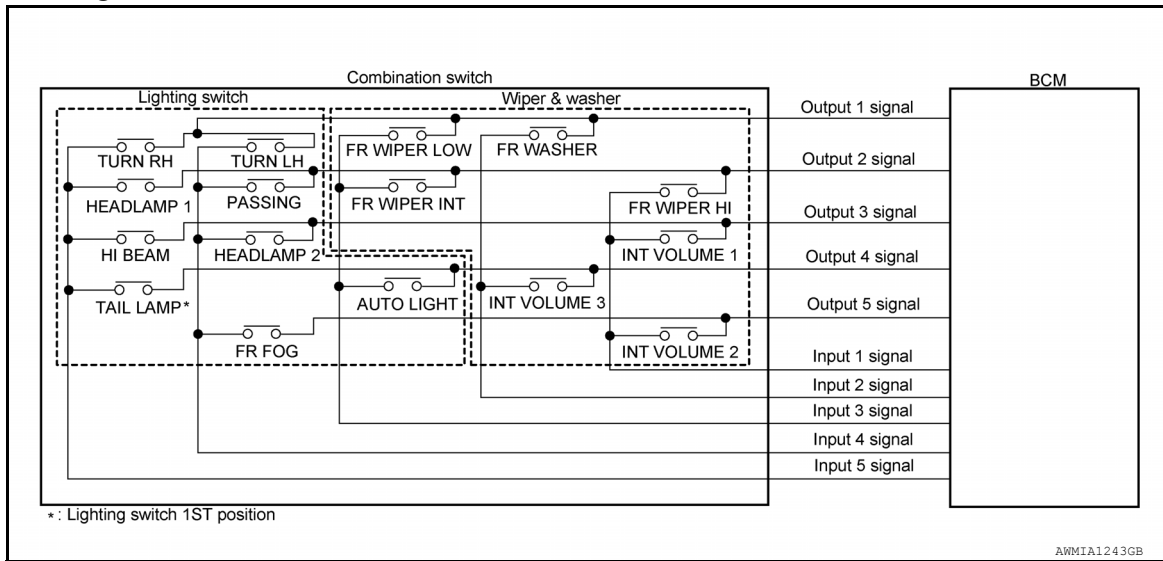 Combination switch
BCM
Lighting switch
Wiper & washer
Output 1 signal
TURN RH
TURN LH
FR WIPER LOW
FR WASHER
Output 2 signal
HEADLAMP 1
PASSING
FR WIPER INT
FR WIPER HI
Output 3 signal
HI BEAM
HEADLAMP 2
INT VOLUME 1
Output 4 signal
TAIL LAMP*
AUTO LIGHT
INT VOLUME 3
Output 5 signal
FR FOG
INT VOLUME 2
Input 1 signal
Input 2 signal
Input 3 signal
Input 4 signal
Input 5 signal
* : Lighting switch 1ST position
AWMIA1243GB